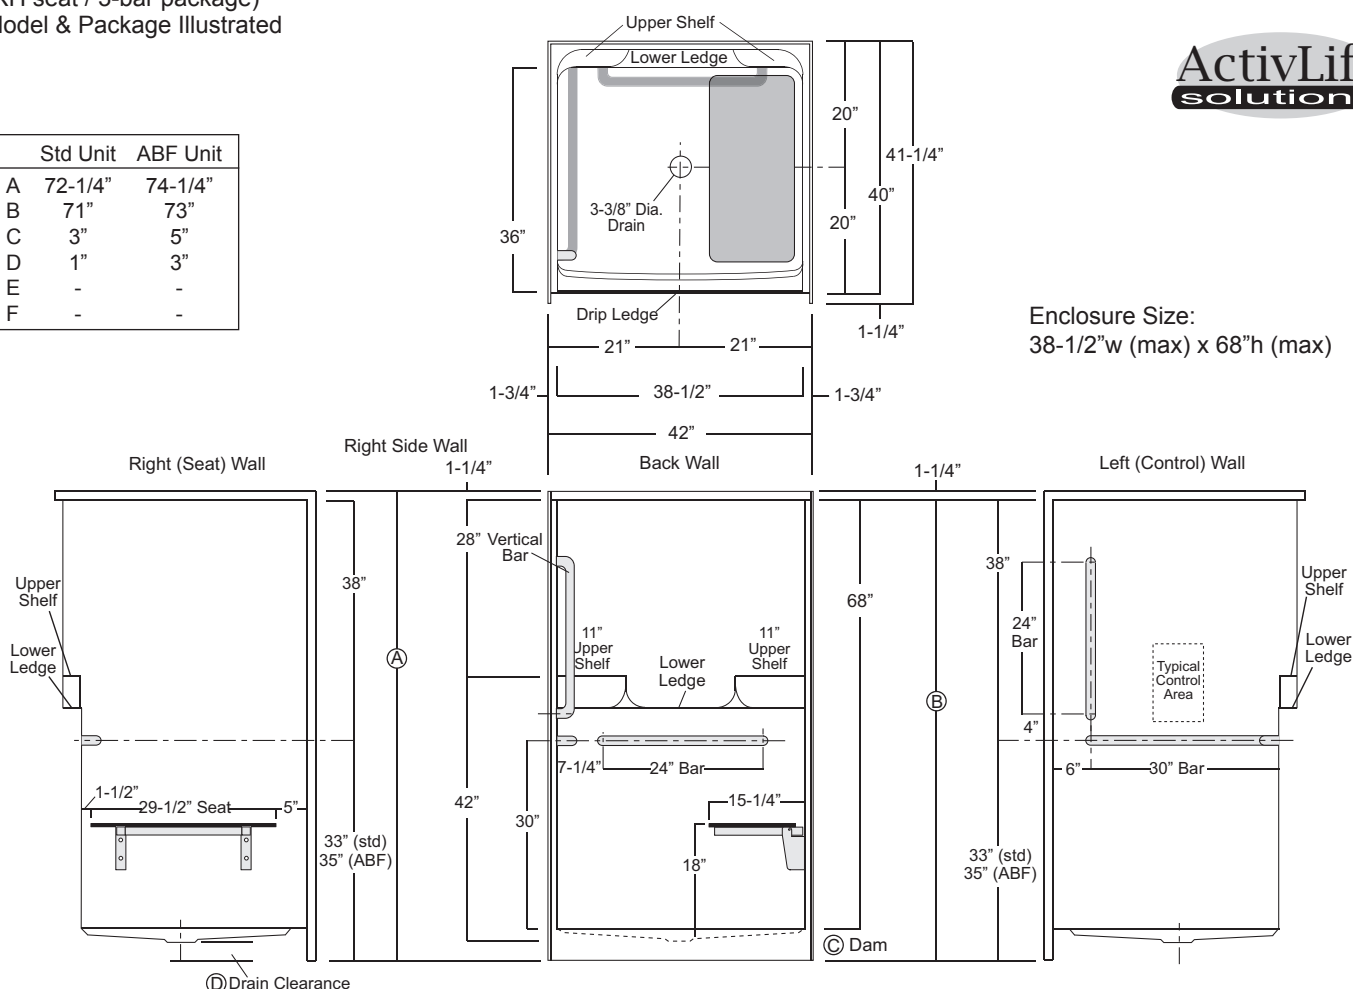 seat / 3-bar package)
Model & Package Illustrated
ActivLif
solution
Std Unit ABF Unit
A 72-1/4” 74-1/4”
B 71” 73”
C 3” 5”
D 1” 3”
E - -
F - -
Upper Shelf
Lower Ledge
20”
41-1/4”
40”
3-3/8” Dia.
Drain
20”
36”
Drip Ledge
1-1/4”
21” 21”
Enclosure Size:
38-1/2”w (max) x 68”h (max)
1-3/4” 38-1/2” 1-3/4”
42”
Right (Seat) Wall
Right Side Wall
1-1/4”
Back Wall
1-1/4”
Left (Control) Wall
28” Vertical
Bar
38”
38”
Upper
Shelf
68”
Upper
Shelf
24”
Bar
11”
Upper
Shelf
11”
Upper
Shelf
Lower
Ledge
Lower
Ledge
Lower
Ledge
A
B
Typical
Control
Area
4”
7-1/4” 24” Bar
6” 30” Bar
1-1/2”
29-1/2” Seat 5”
42”
15-1/4”
30”
33” (std)
35” (ABF)
18”
33” (std)
35” (ABF)
C Dam
D Drain Clearance